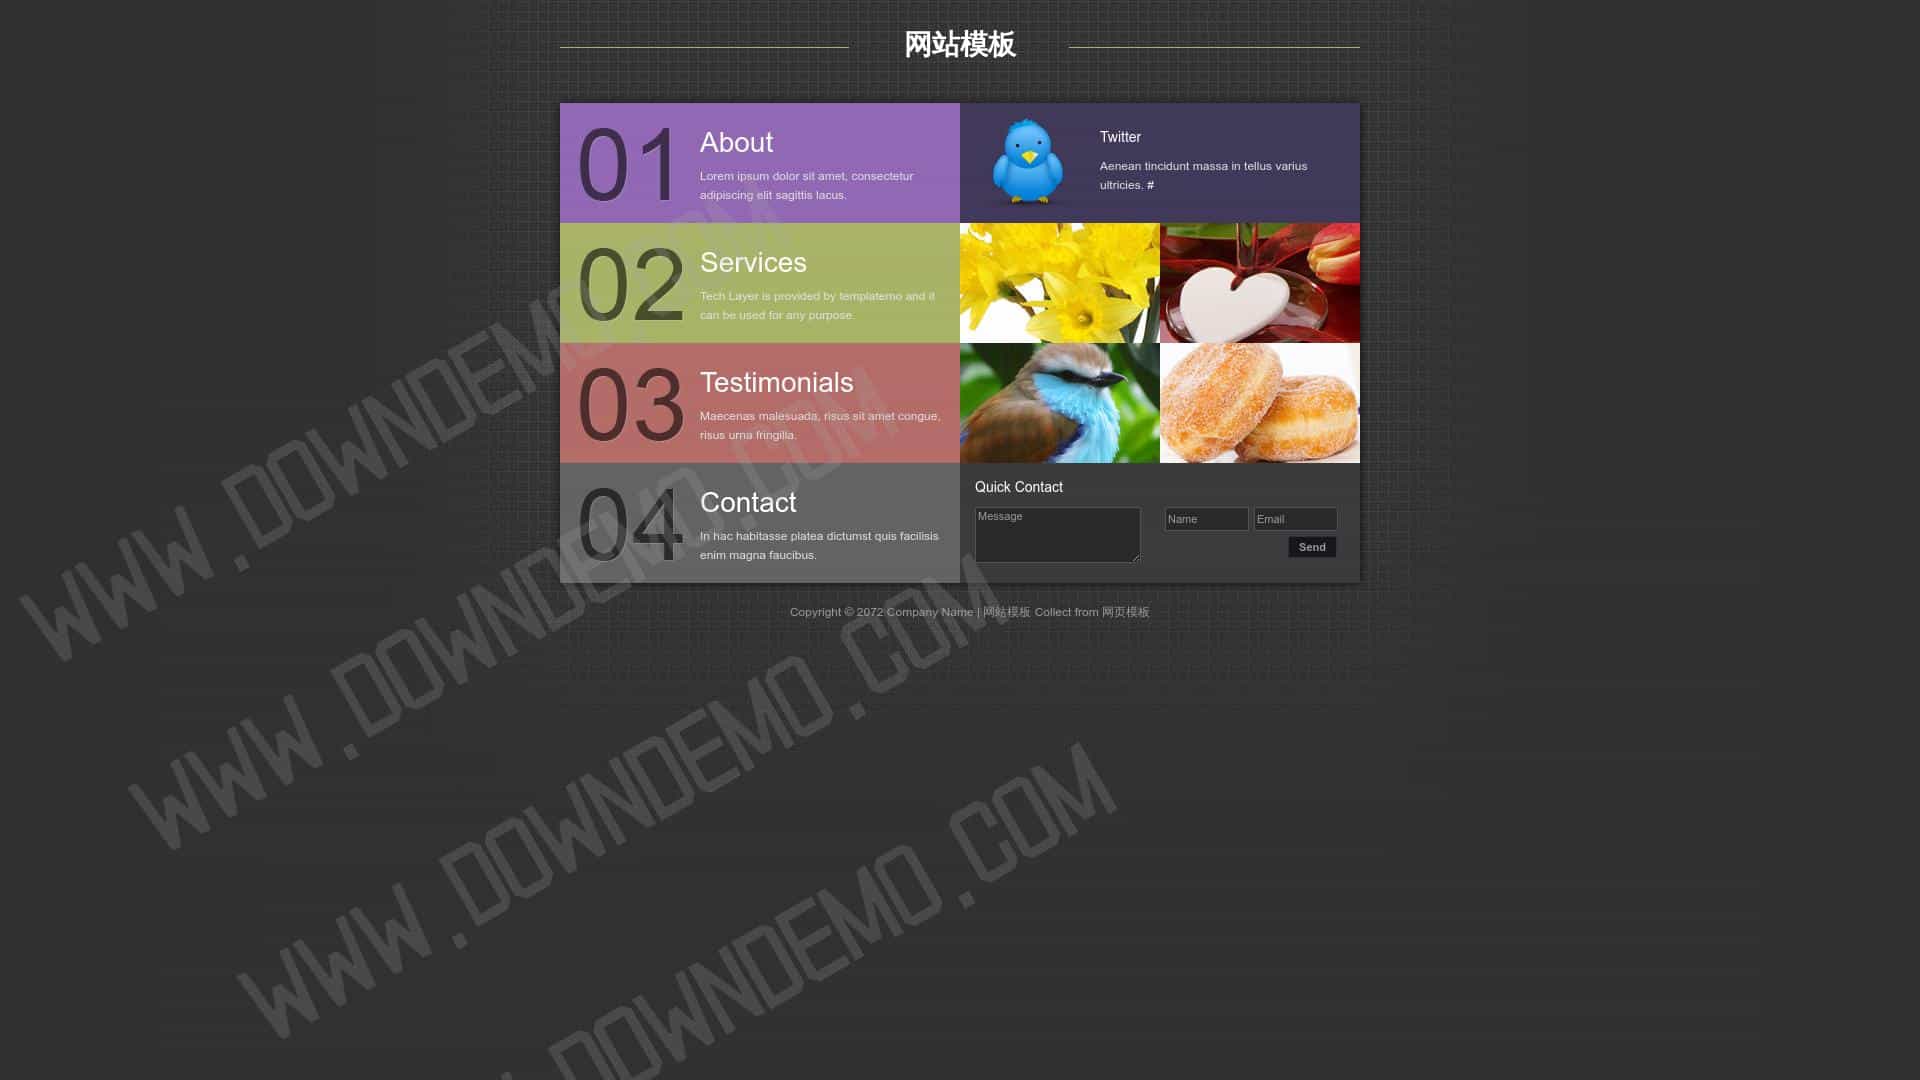 网站模板
01
About
Lorem ipsum dolor sit amet, consectetur
adipiscing elit sagittis lacus.
Twitter
Aenean tincidunt massa in tellus varius
ultricies. #
02
Services
Tech Layer is provided by templatemo and it
can be used for any purpose.
03
Testimonials
Maecenas malesuada, risus sit amet congue,
risus urna fringilla.
04
Contact
In hac habitasse platea dictumst quis facilisis
enim magna faucibus.
Quick Contact
Message
Name
Email
Send
Copyright © 2072 Company Name | 网站模板 Collect from 网页模板
WWW.DOWNDEMO.COM
WWW.DOWNDEMO.COM
WWW.DOWNDEMO.COM
DOWNDEMO.COM